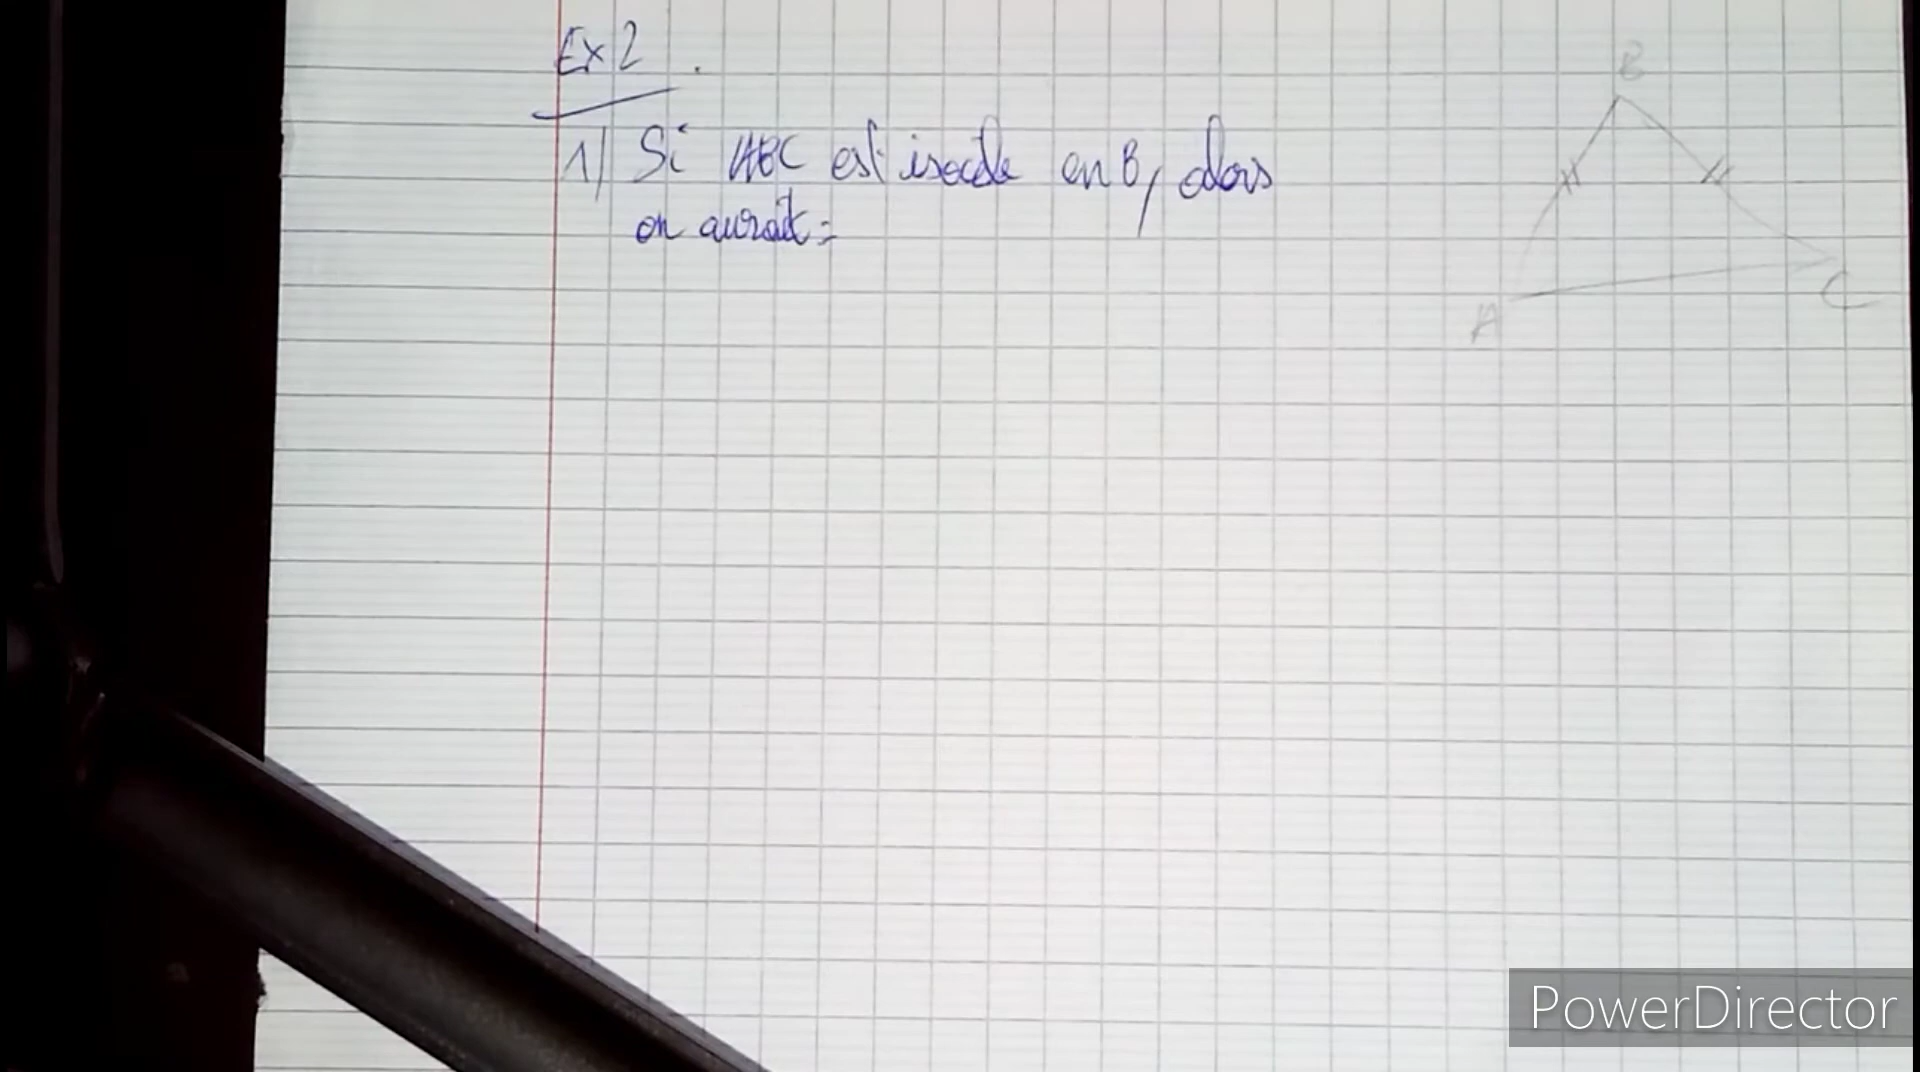 Ex 2
1) Si ABC est isocèle en B, alors
on aurait =
B
A
C
PowerDirector